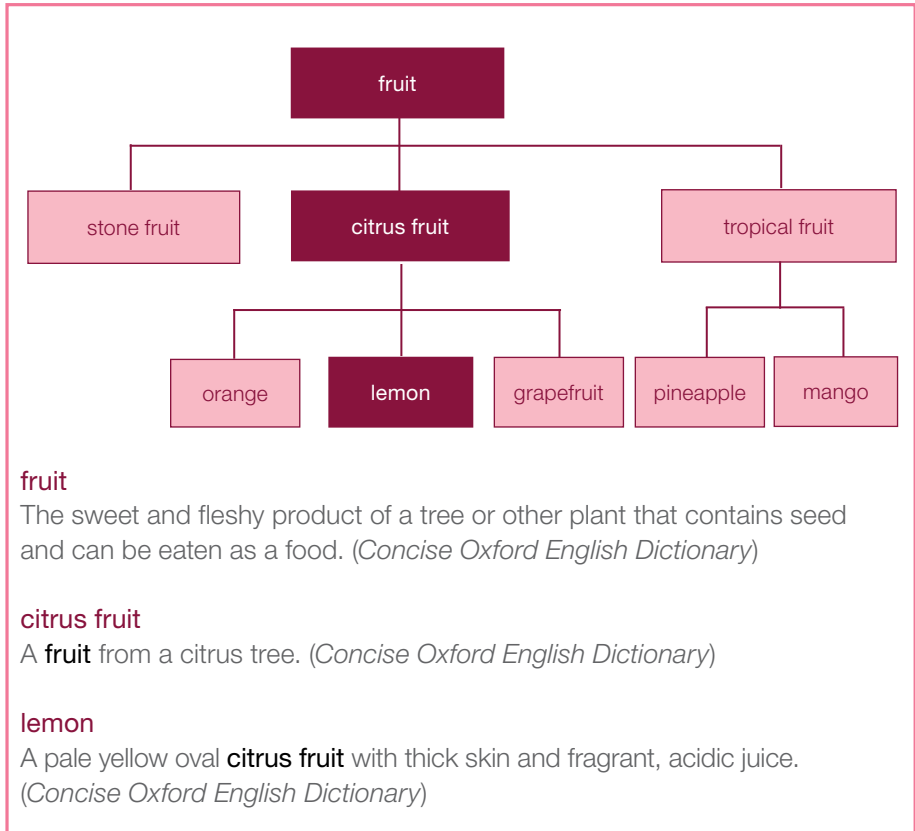 fruit
stone fruit
citrus fruit
tropical fruit
orange
lemon
grapefruit
pineapple
mango
fruit
The sweet and fleshy product of a tree or other plant that contains seed
and can be eaten as a food. (Concise Oxford English Dictionary)
citrus fruit
A fruit from a citrus tree. (Concise Oxford English Dictionary)
lemon
A pale yellow oval citrus fruit with thick skin and fragrant, acidic juice.
(Concise Oxford English Dictionary)